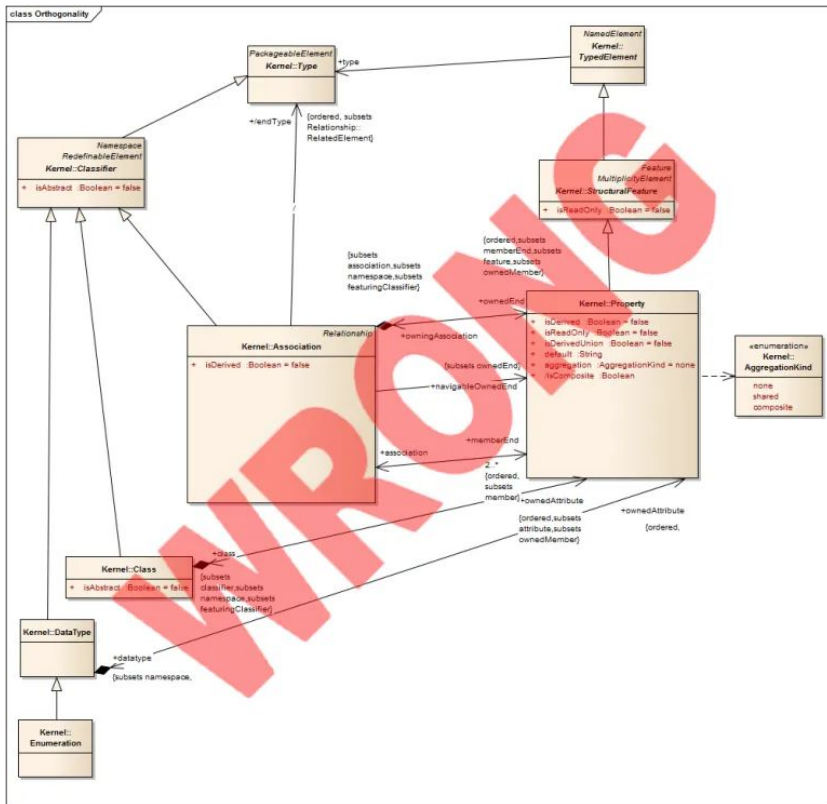 class Orthogonality
PackageableElement
Kernel::Type
+type
NamedElement
Kernel::
TypedElement
+/endType
{ordered, subsets
Relationship::
RelatedElement}
Namespace
RedefinableElement
Kernel::Classifier
+ isAbstract :Boolean = false
Feature
MultiplicityElement
Kernel::StructuralFeature
+ isReadOnly :Boolean = false
/
{subsets
association,subsets
namespace,subsets
featuringClassifier}
{ordered,subsets
memberEnd,subsets
feature,subsets
ownedMember}
+ownedEnd
+owningAssociation
Relationship
Kernel::Association
+ isDerived :Boolean = false
{subsets ownedEnd}
+navigableOwnedEnd
+memberEnd
+association
2..*
{ordered,
subsets
member}
Kernel::Property
+ isDerived :Boolean = false
+ isReadOnly :Boolean = false
+ isDerivedUnion :Boolean = false
+ default :String
+ aggregation :AggregationKind = none
+ /isComposite :Boolean
«enumeration»
Kernel::
AggregationKind
none
shared
composite
+ownedAttribute
{ordered,subsets
attribute,subsets
ownedMember}
+ownedAttribute
{ordered,
+class
{subsets
classifier,subsets
namespace,subsets
featuringClassifier}
Kernel::Class
+ isAbstract :Boolean = false
Kernel::DataType
+datatype
{subsets namespace,
Kernel::
Enumeration
WRONG